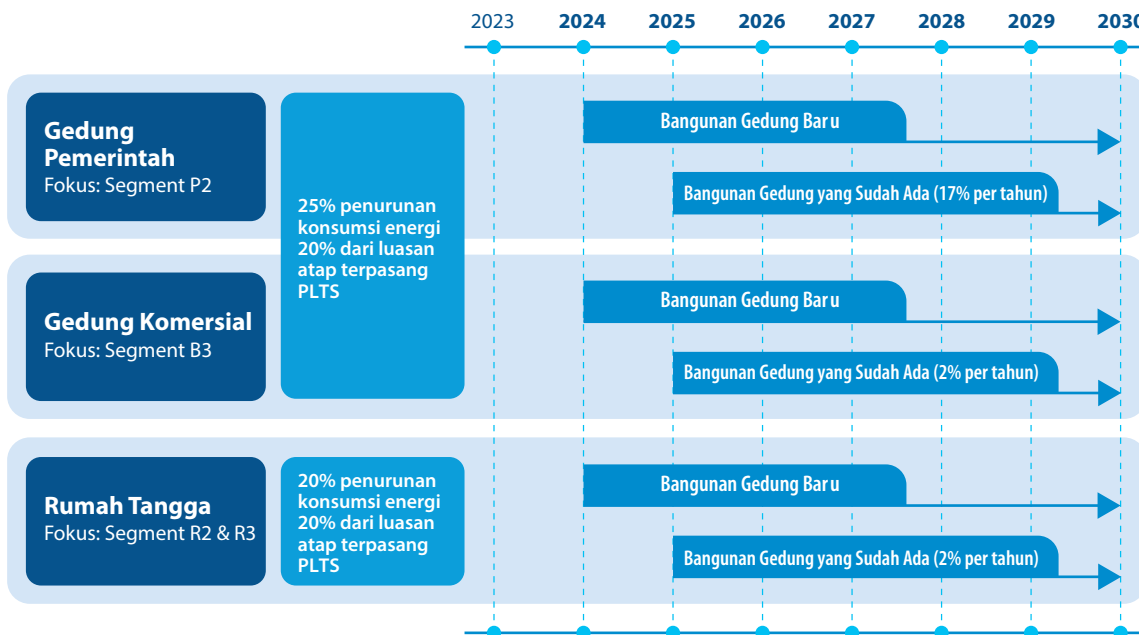 2023 2024 2025 2026 2027 2028 2029 2030
Gedung
Pemerintah
Fokus: Segment P2
25% penurunan
konsumsi energi
20% dari luasan
atap terpasang
PLTS
Bangunan Gedung Baru
Bangunan Gedung yang Sudah Ada (17% per tahun)
Gedung Komersial
Fokus: Segment B3
Bangunan Gedung Baru
Bangunan Gedung yang Sudah Ada (2% per tahun)
Rumah Tangga
Fokus: Segment R2 & R3
20% penurunan
konsumsi energi
20% dari luasan
atap terpasang
PLTS
Bangunan Gedung Baru
Bangunan Gedung yang Sudah Ada (2% per tahun)